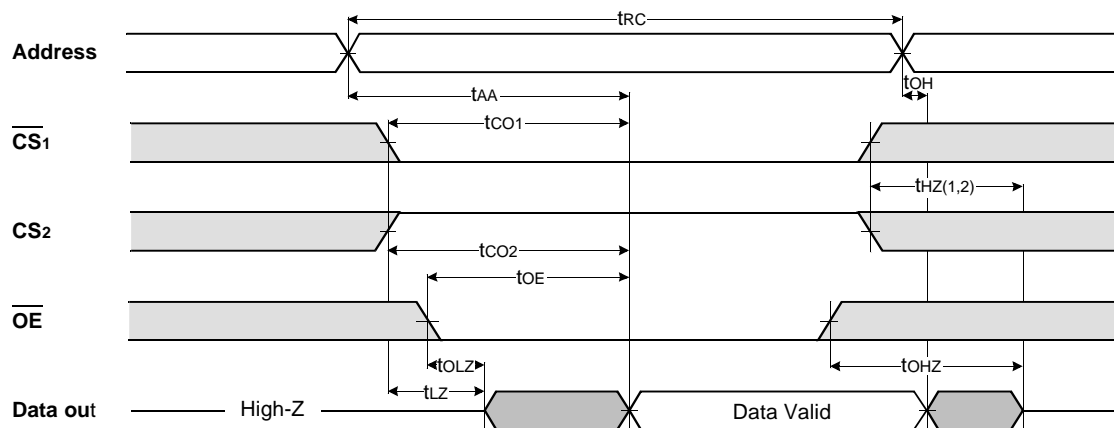 tRC
Address
tOH
tAA
CS1
tCO1
tHZ(1,2)
CS2
tCO2
tOE
OE
tOLZ
tOHZ
tLZ
Data out
High-Z
Data Valid